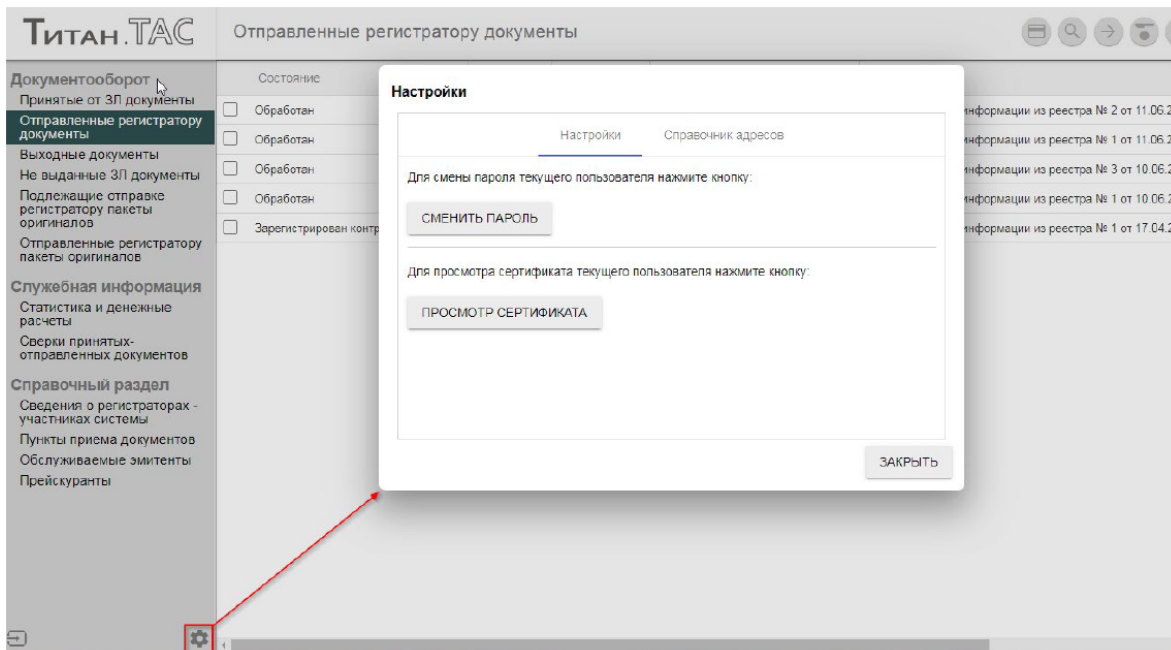 Титан.ТАС
Отправленные регистратору документы
Документооборот
Принятые от ЗЛ документы
Отправленные регистратору
документы
Выходные документы
Не выданные ЗЛ документы
Подлежащие отправке
регистратору пакеты
оригиналов
Отправленные регистратору
пакеты оригиналов
Служебная информация
Статистика и денежные
расчеты
Сверки принятых-
отправленных документов
Справочный раздел
Сведения о регистраторах -
участниках системы
Пункты приема документов
Обслуживаемые эмитенты
Прейскуранты
Состояние
Обработан
Обработан
Обработан
Обработан
Зарегистрирован контр
Настройки
Настройки Справочник адресов
Для смены пароля текущего пользователя нажмите кнопку:
СМЕНИТЬ ПАРОЛЬ
Для просмотра сертификата текущего пользователя нажмите кнопку:
ПРОСМОТР СЕРТИФИКАТА
ЗАКРЫТЬ
информации из реестра № 2 от 11.06.2
информации из реестра № 1 от 11.06.2
информации из реестра № 3 от 10.06.2
информации из реестра № 1 от 10.06.2
информации из реестра № 1 от 17.04.2